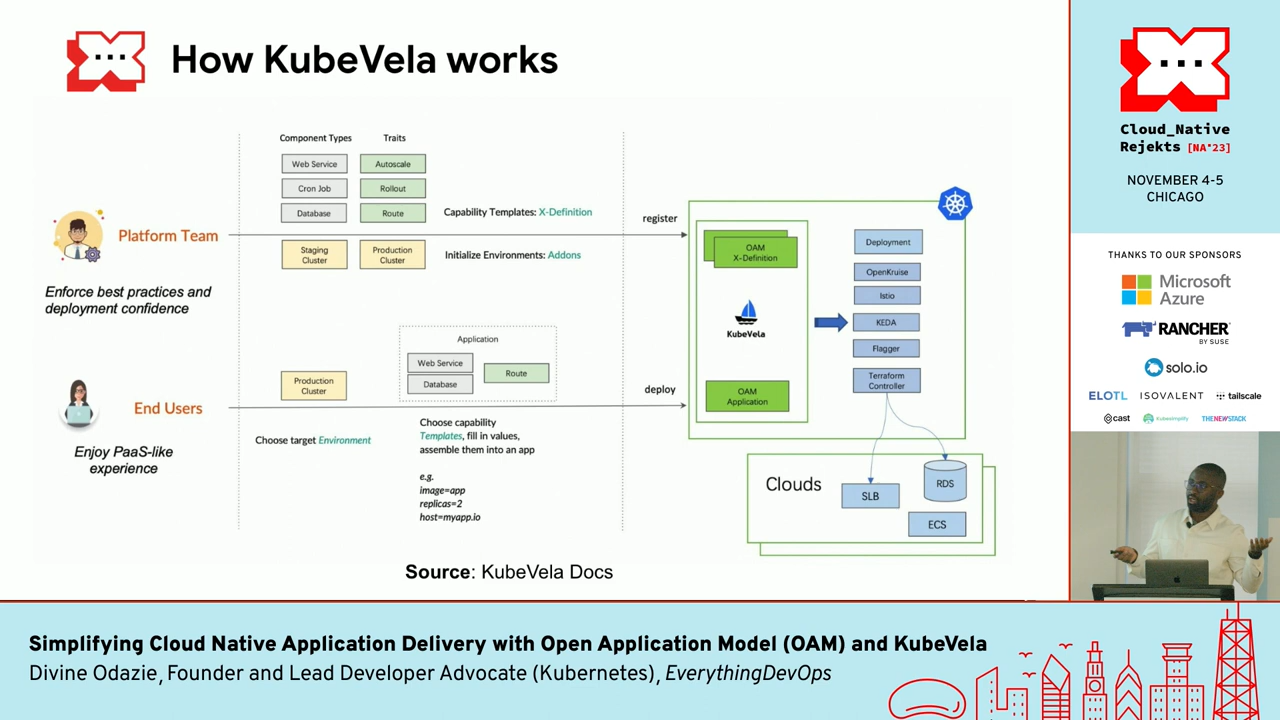 How KubeVela works
Component Types
Traits
Web Service
Autoscale
Cron Job
Rollout
Database
Route
Capability Templates: X-Definition
Platform Team
register
Staging
Cluster
Production
Cluster
Initialize Environments: Addons
Enforce best practices and
deployment confidence
Application
Web Service
Database
Route
Production
Cluster
End Users
deploy
Enjoy PaaS-like
experience
Choose target Environment
Choose capability
Templates, fill in values,
assemble them into an app
e.g.
image=app
replicas=2
host=myapp.io
OAM
X-Definition
KubeVela
OAM
Application
Deployment
OpenKruise
Istio
KEDA
Flagger
Terraform
Controller
Clouds
SLB
RDS
ECS
Source: KubeVela Docs
Cloud_Native
Rejekts [NA'23]
NOVEMBER 4-5
CHICAGO
THANKS TO OUR SPONSORS
Microsoft
Azure
RANCHER
BY SUSE
solo.io
ELOTL
ISOVALENT
tailscale
cast
Kubesimplify
THENEWSTACK
Simplifying Cloud Native Application Delivery with Open Application Model (OAM) and KubeVela
Divine Odazie, Founder and Lead Developer Advocate (Kubernetes), EverythingDevOps